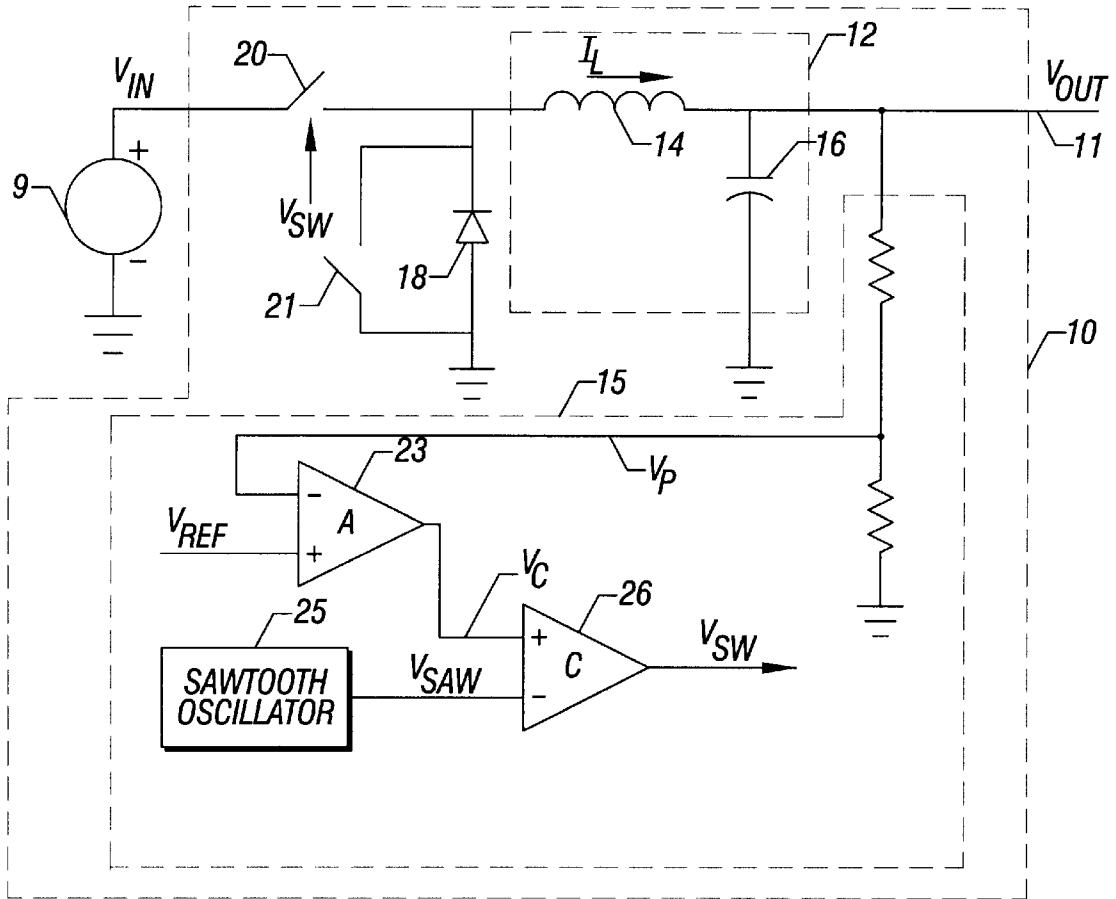 20
12
V_IN
I_L
V_OUT
+
14
16
11
9
V_SW
-
18
21
10
15
23
V_P
-
A
V_REF
+
V_C
26
25
+
V_SW
SAWTOOTH
OSCILLATOR
V_SAW
C
-